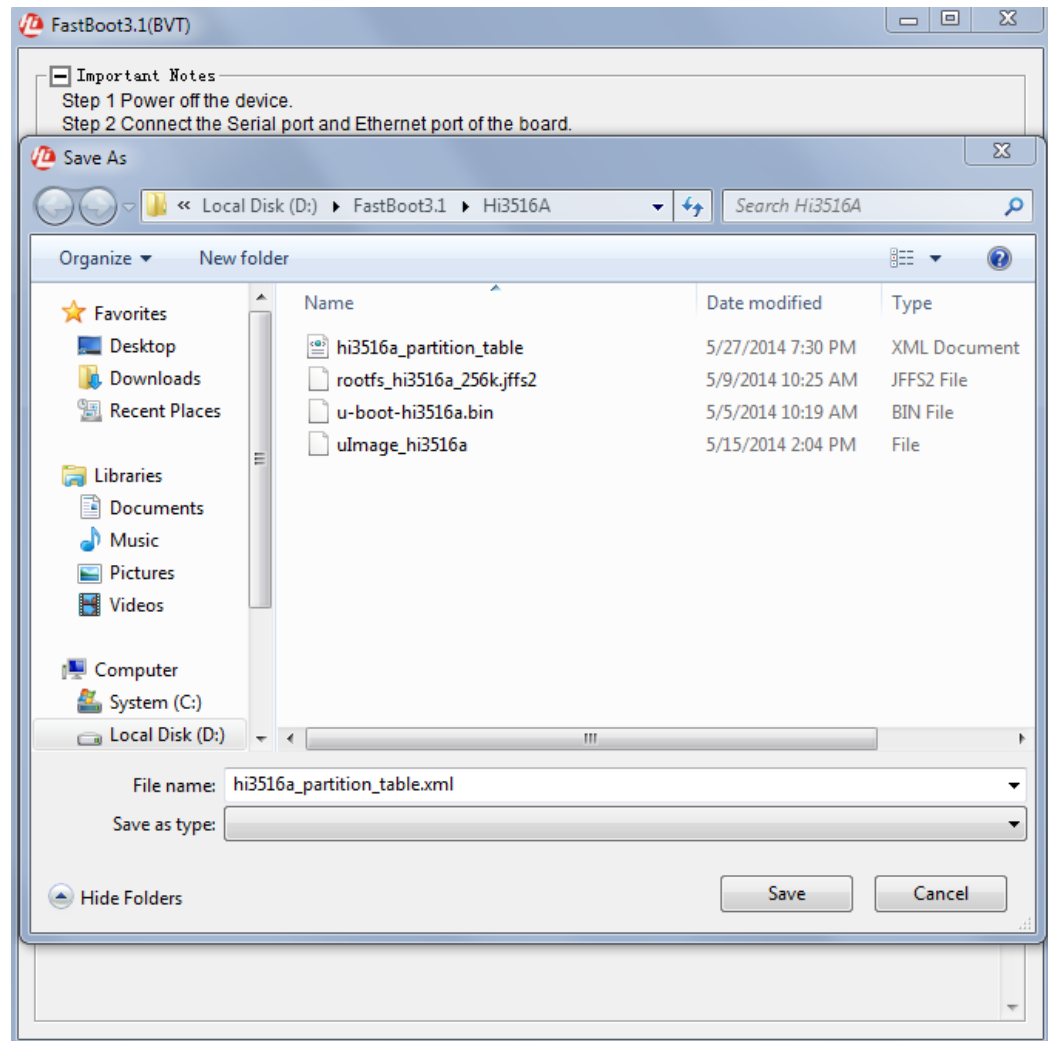 FastBoot3.1(BVT)
Important Notes
Step 1 Power off the device.
Step 2 Connect the Serial port and Ethernet port of the board.
Save As
« Local Disk (D:) FastBoot3.1 Hi3516A Search Hi3516A
Organize New folder
Name Date modified Type
hi3516a_partition_table 5/27/2014 7:30 PM XML Document
rootfs_hi3516a_256k.jffs2 5/9/2014 10:25 AM JFFS2 File
u-boot-hi3516a.bin 5/5/2014 10:19 AM BIN File
uImage_hi3516a 5/15/2014 2:04 PM File
Favorites
Desktop
Downloads
Recent Places
Libraries
Documents
Music
Pictures
Videos
Computer
System (C:)
Local Disk (D:)
File name: hi3516a_partition_table.xml
Save as type:
Hide Folders Save Cancel